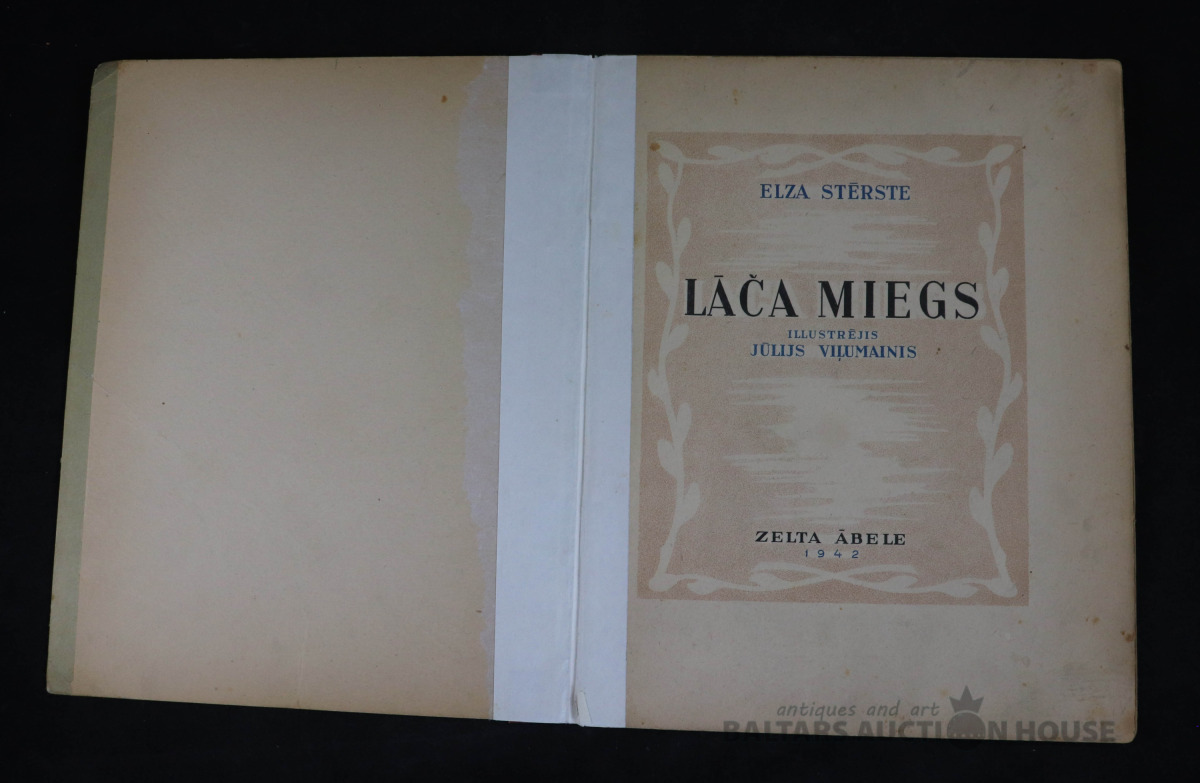 ELZA STĒRSTE
LĀČA MIEGS
ILLUSTRĒJIS
JŪLIJS VIĻUMAINIS
ZELTA ĀBELE
1942
antiques and art
BALTARS AUCTION HOUSE